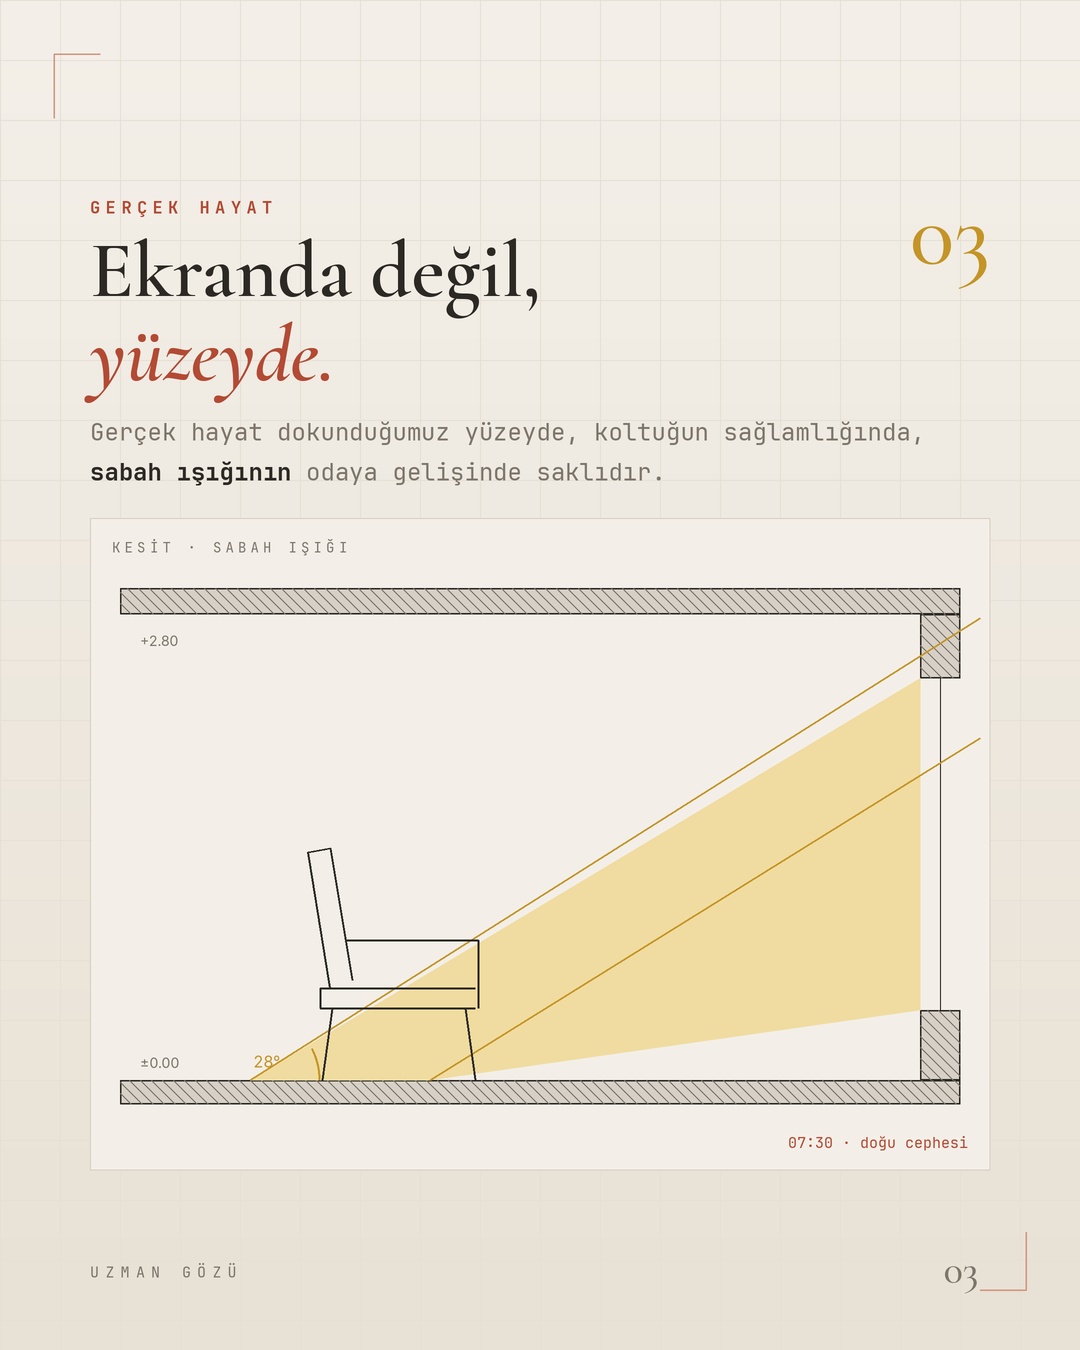 GERÇEK HAYAT
03
Ekranda değil,
yüzeyde.
Gerçek hayat dokunduğumuz yüzeyde, koltuğun sağlamlığında,
sabah ışığının odaya gelişinde saklıdır.
KESİT · SABAH IŞIĞI
+2.80
±0.00
28°
07:30 · doğu cephesi
UZMAN GÖZÜ
03